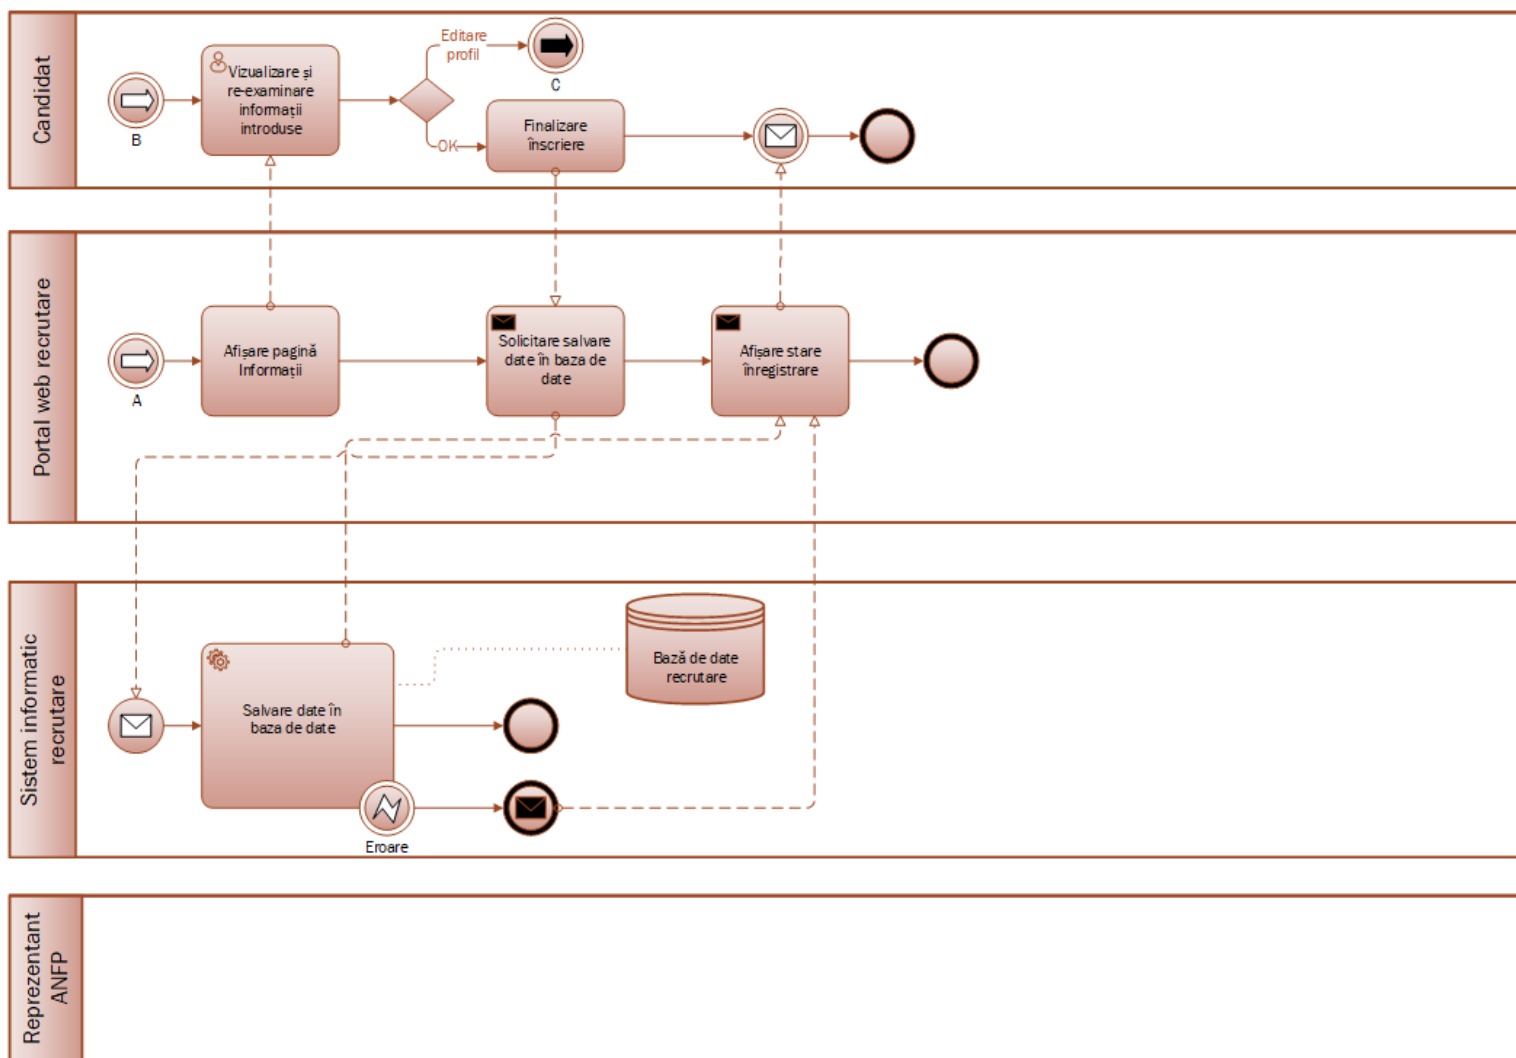 Candidat
B
Vizualizare și
re-examinare
informații
introduse
Editare
profil
C
OK
Finalizare
înscriere
Portal web recrutare
A
Afișare pagină
Informații
Solicitare salvare
date în baza de
date
Afișare stare
înregistrare
Sistem informatic
recrutare
Salvare date în
baza de date
Eroare
Bază de date
recrutare
Reprezentant
ANFP